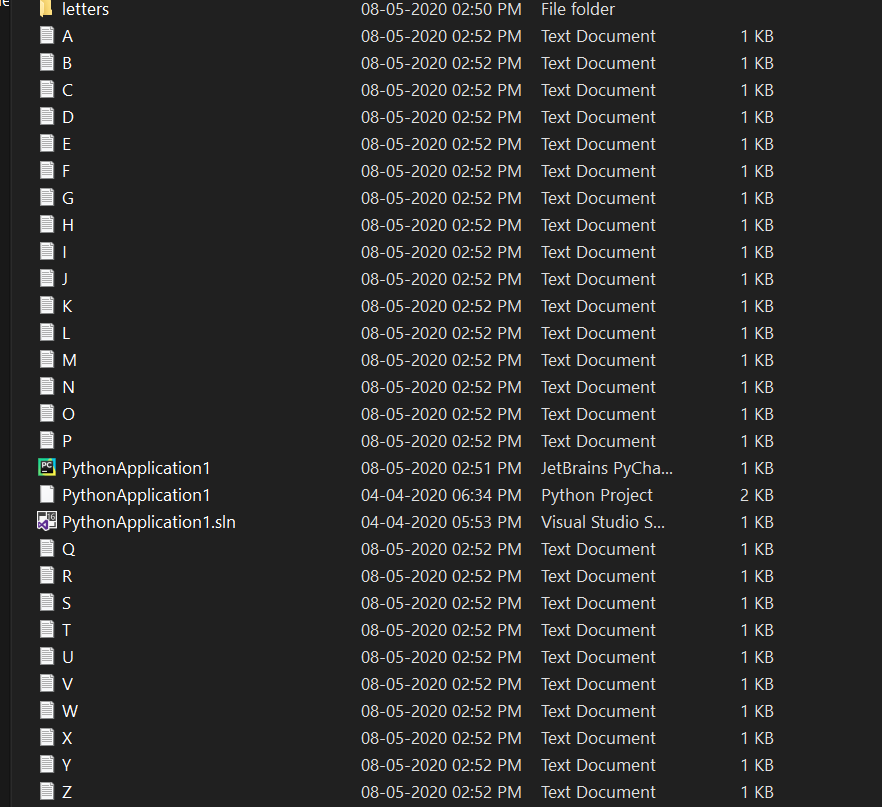 letters 08-05-2020 02:50 PM File folder
A 08-05-2020 02:52 PM Text Document 1 KB
B 08-05-2020 02:52 PM Text Document 1 KB
C 08-05-2020 02:52 PM Text Document 1 KB
D 08-05-2020 02:52 PM Text Document 1 KB
E 08-05-2020 02:52 PM Text Document 1 KB
F 08-05-2020 02:52 PM Text Document 1 KB
G 08-05-2020 02:52 PM Text Document 1 KB
H 08-05-2020 02:52 PM Text Document 1 KB
I 08-05-2020 02:52 PM Text Document 1 KB
J 08-05-2020 02:52 PM Text Document 1 KB
K 08-05-2020 02:52 PM Text Document 1 KB
L 08-05-2020 02:52 PM Text Document 1 KB
M 08-05-2020 02:52 PM Text Document 1 KB
N 08-05-2020 02:52 PM Text Document 1 KB
O 08-05-2020 02:52 PM Text Document 1 KB
P 08-05-2020 02:52 PM Text Document 1 KB
PythonApplication1 08-05-2020 02:51 PM JetBrains PyCha... 1 KB
PythonApplication1 04-04-2020 06:34 PM Python Project 2 KB
PythonApplication1.sln 04-04-2020 05:53 PM Visual Studio S... 1 KB
Q 08-05-2020 02:52 PM Text Document 1 KB
R 08-05-2020 02:52 PM Text Document 1 KB
S 08-05-2020 02:52 PM Text Document 1 KB
T 08-05-2020 02:52 PM Text Document 1 KB
U 08-05-2020 02:52 PM Text Document 1 KB
V 08-05-2020 02:52 PM Text Document 1 KB
W 08-05-2020 02:52 PM Text Document 1 KB
X 08-05-2020 02:52 PM Text Document 1 KB
Y 08-05-2020 02:52 PM Text Document 1 KB
Z 08-05-2020 02:52 PM Text Document 1 KB